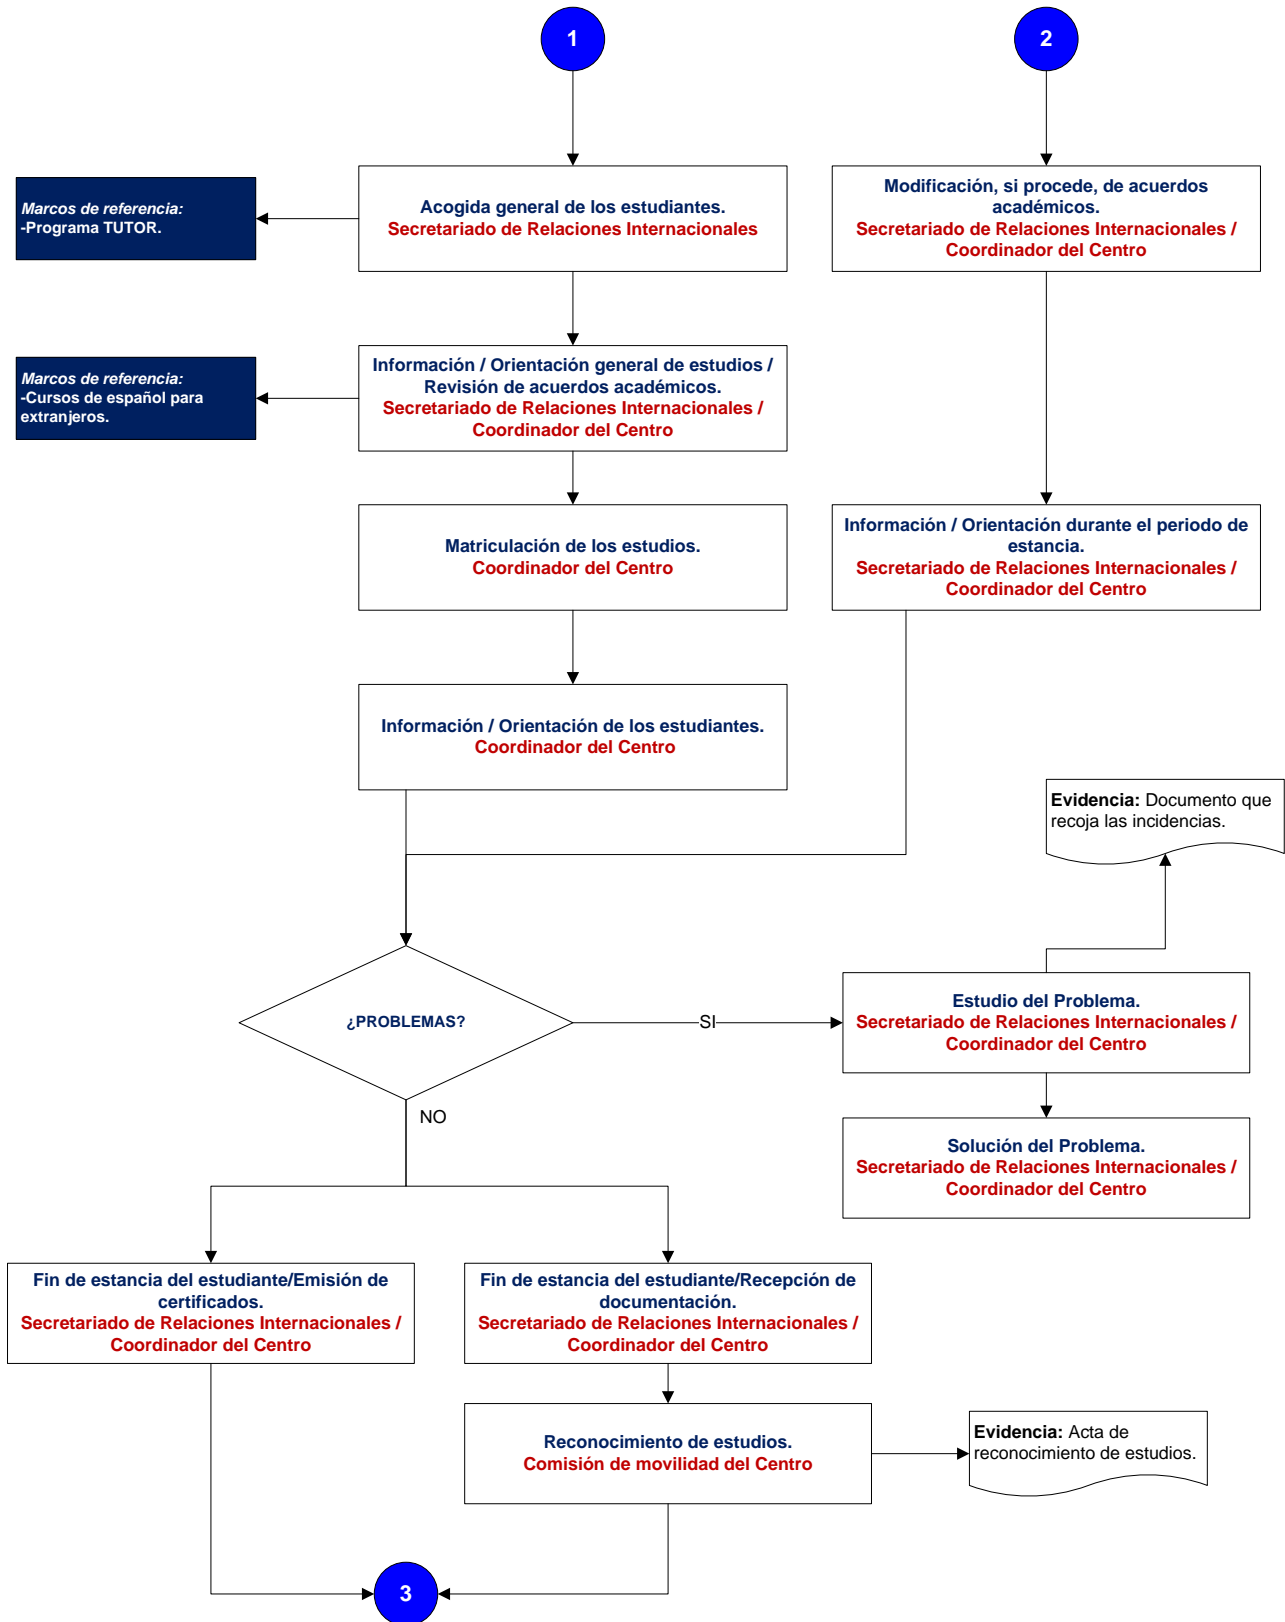 1
2
Marcos de referencia:
-Programa TUTOR.
Acogida general de los estudiantes.
Secretariado de Relaciones Internacionales
Modificación, si procede, de acuerdos
académicos.
Secretariado de Relaciones Internacionales /
Coordinador del Centro
Marcos de referencia:
-Cursos de español para
extranjeros.
Información / Orientación general de estudios /
Revisión de acuerdos académicos.
Secretariado de Relaciones Internacionales /
Coordinador del Centro
Matriculación de los estudios.
Coordinador del Centro
Información / Orientación durante el periodo de
estancia.
Secretariado de Relaciones Internacionales /
Coordinador del Centro
Información / Orientación de los estudiantes.
Coordinador del Centro
Evidencia: Documento que
recoja las incidencias.
¿PROBLEMAS?
SI
Estudio del Problema.
Secretariado de Relaciones Internacionales /
Coordinador del Centro
NO
Solución del Problema.
Secretariado de Relaciones Internacionales /
Coordinador del Centro
Fin de estancia del estudiante/Emisión de
certificados.
Secretariado de Relaciones Internacionales /
Coordinador del Centro
Fin de estancia del estudiante/Recepción de
documentación.
Secretariado de Relaciones Internacionales /
Coordinador del Centro
Reconocimiento de estudios.
Comisión de movilidad del Centro
Evidencia: Acta de
reconocimiento de estudios.
3